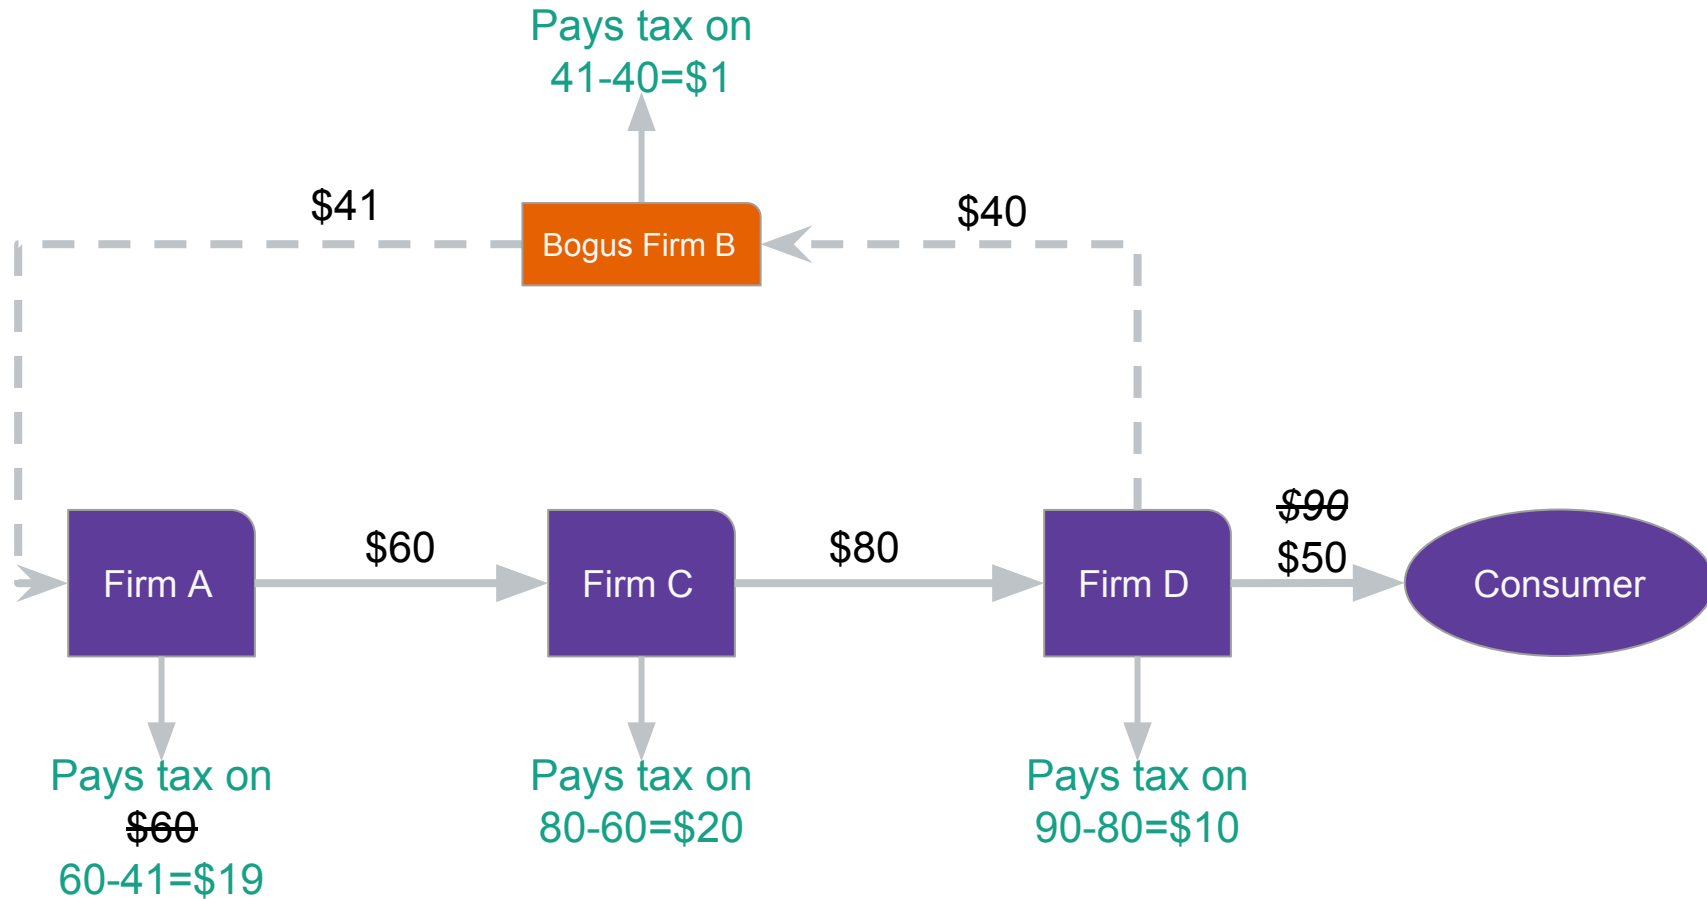 Pays tax on
41-40=$1
$41
Bogus Firm B
$40
Firm A
$60
Firm C
$80
Firm D
$90
$50
Consumer
Pays tax on
$60
60-41=$19
Pays tax on
80-60=$20
Pays tax on
90-80=$10